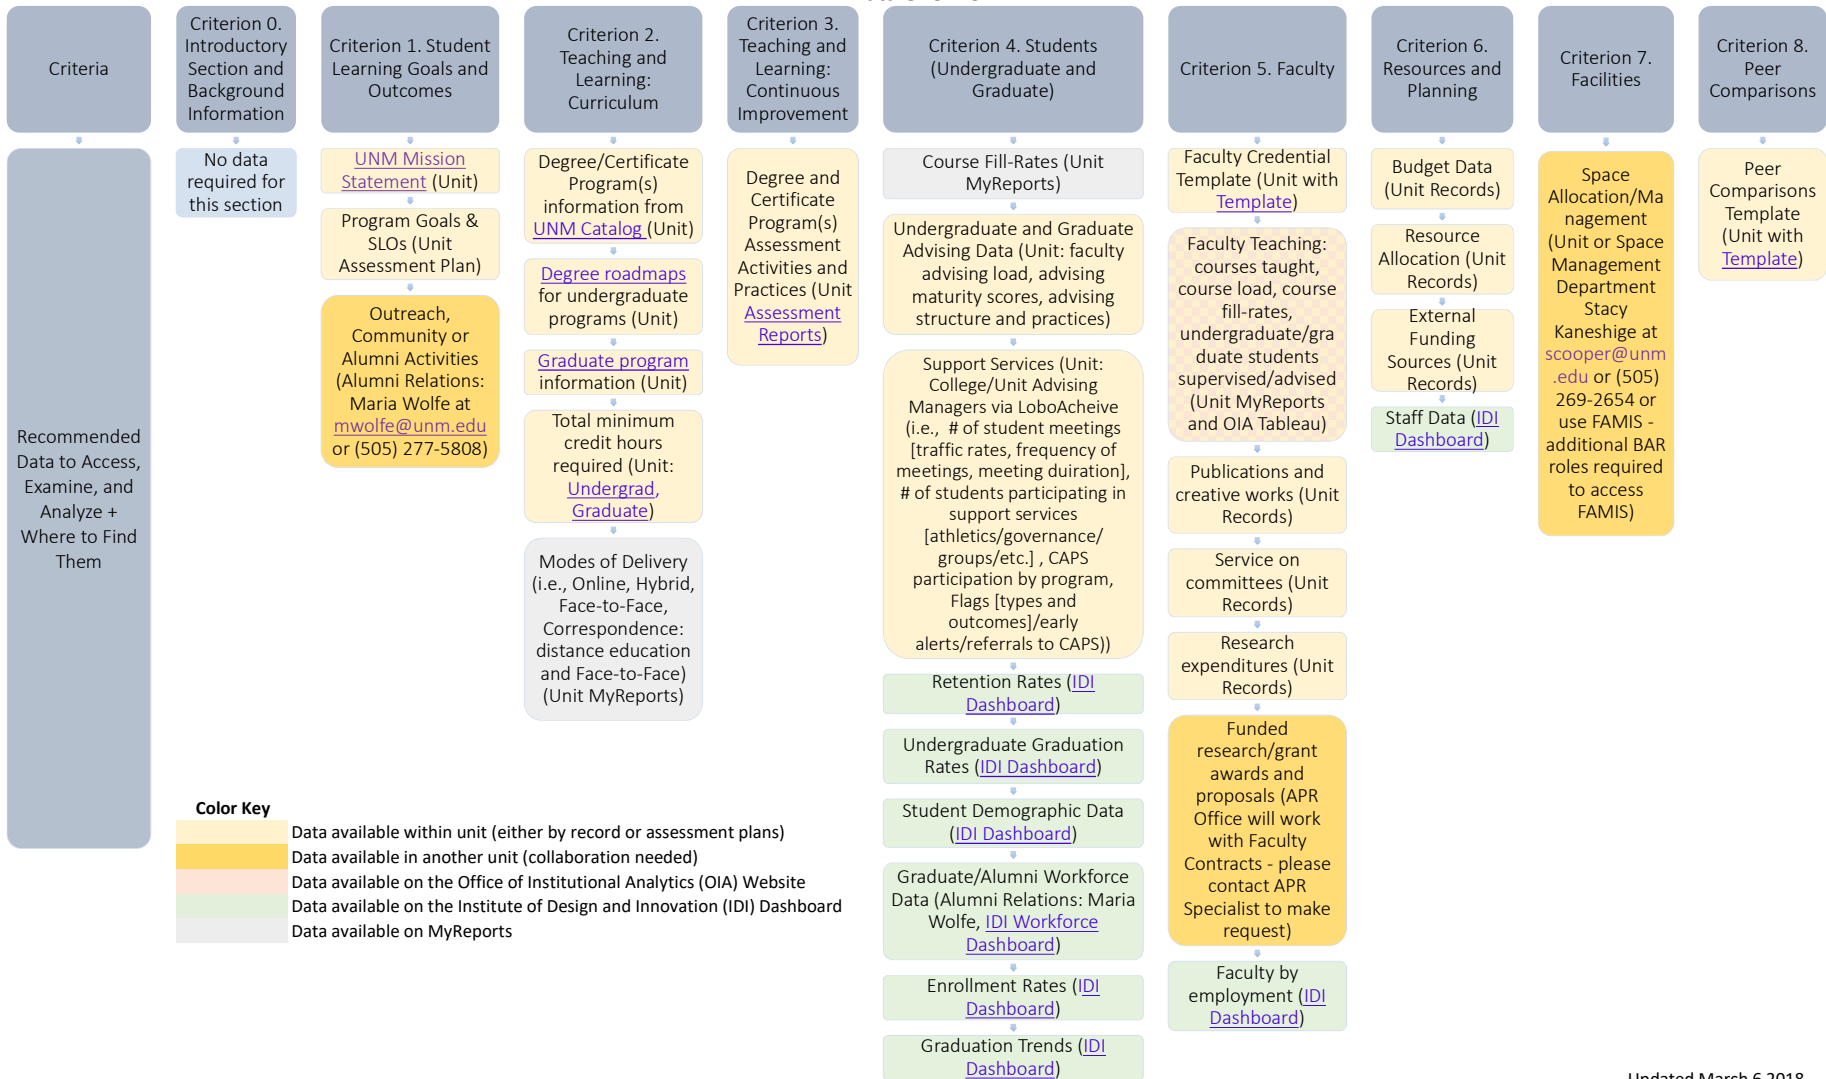 Criteria
Recommended
Data to Access,
Examine, and
Analyze +
Where to Find
Them
Criterion 0.
Introductory
Section and
Background
Information
No data
required for
this section
Criterion 1. Student
Learning Goals and
Outcomes
UNM Mission
Statement (Unit)
Program Goals &
SLOs (Unit
Assessment Plan)
Outreach,
Community or
Alumni Activities
(Alumni Relations:
Maria Wolfe at
mwolfe@unm.edu
or (505) 277-5808)
Criterion 2.
Teaching and
Learning:
Curriculum
Degree/Certificate
Program(s)
information from
UNM Catalog (Unit)
Degree roadmaps
for undergraduate
programs (Unit)
Graduate program
information (Unit)
Total minimum
credit hours
required (Unit:
Undergrad,
Graduate)
Modes of Delivery
(i.e., Online, Hybrid,
Face-to-Face,
Correspondence:
distance education
and Face-to-Face)
(Unit MyReports)
Criterion 3.
Teaching and
Learning:
Continuous
Improvement
Degree and
Certificate
Program(s)
Assessment
Activities and
Practices (Unit
Assessment
Reports)
Criterion 4. Students
(Undergraduate and
Graduate)
Course Fill-Rates (Unit
MyReports)
Undergraduate and Graduate
Advising Data (Unit: faculty
advising load, advising
maturity scores, advising
structure and practices)
Support Services (Unit:
College/Unit Advising
Managers via LoboAcheive
(i.e., # of student meetings
[traffic rates, frequency of
meetings, meeting duiration],
# of students participating in
support services
[athletics/governance/
groups/etc.] , CAPS
participation by program,
Flags [types and
outcomes]/early
alerts/referrals to CAPS))
Retention Rates (IDI
Dashboard)
Undergraduate Graduation
Rates (IDI Dashboard)
Student Demographic Data
(IDI Dashboard)
Graduate/Alumni Workforce
Data (Alumni Relations: Maria
Wolfe, IDI Workforce
Dashboard)
Enrollment Rates (IDI
Dashboard)
Graduation Trends (IDI
Dashboard)
Criterion 5. Faculty
Faculty Credential
Template (Unit with
Template)
Faculty Teaching:
courses taught,
course load, course
fill-rates,
undergraduate/gra
duate students
supervised/advised
(Unit MyReports
and OIA Tableau)
Publications and
creative works (Unit
Records)
Service on
committees (Unit
Records)
Research
expenditures (Unit
Records)
Funded
research/grant
awards and
proposals (APR
Office will work
with Faculty
Contracts - please
contact APR
Specialist to make
request)
Faculty by
employment (IDI
Dashboard)
Criterion 6.
Resources and
Planning
Budget Data
(Unit Records)
Resource
Allocation (Unit
Records)
External
Funding
Sources (Unit
Records)
Staff Data (IDI
Dashboard)
Criterion 7.
Facilities
Space
Allocation/Ma
nagement
(Unit or Space
Management
Department
Stacy
Kaneshige at
scooper@unm
.edu or (505)
269-2654 or
use FAMIS -
additional BAR
roles required
to access
FAMIS)
Criterion 8.
Peer
Comparisons
Peer
Comparisons
Template
(Unit with
Template)
Color Key
Data available within unit (either by record or assessment plans)
Data available in another unit (collaboration needed)
Data available on the Office of Institutional Analytics (OIA) Website
Data available on the Institute of Design and Innovation (IDI) Dashboard
Data available on MyReports
Updated March 6 2018